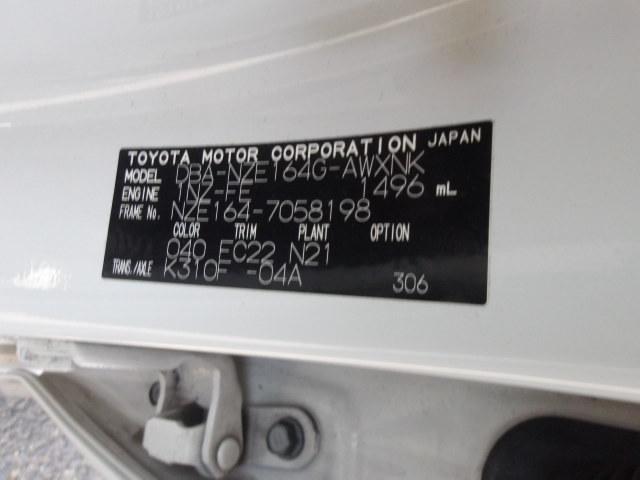 TOYOTA MOTOR CORPORATION JAPAN
MODEL DBA-NZE164G-AWXNK
ENGINE 1NZ-FE 1496 mL
FRAME No. NZE164-7058198
COLOR TRIM PLANT OPTION
040 EC22 N21
TRANS./AXLE K310F -04A 306